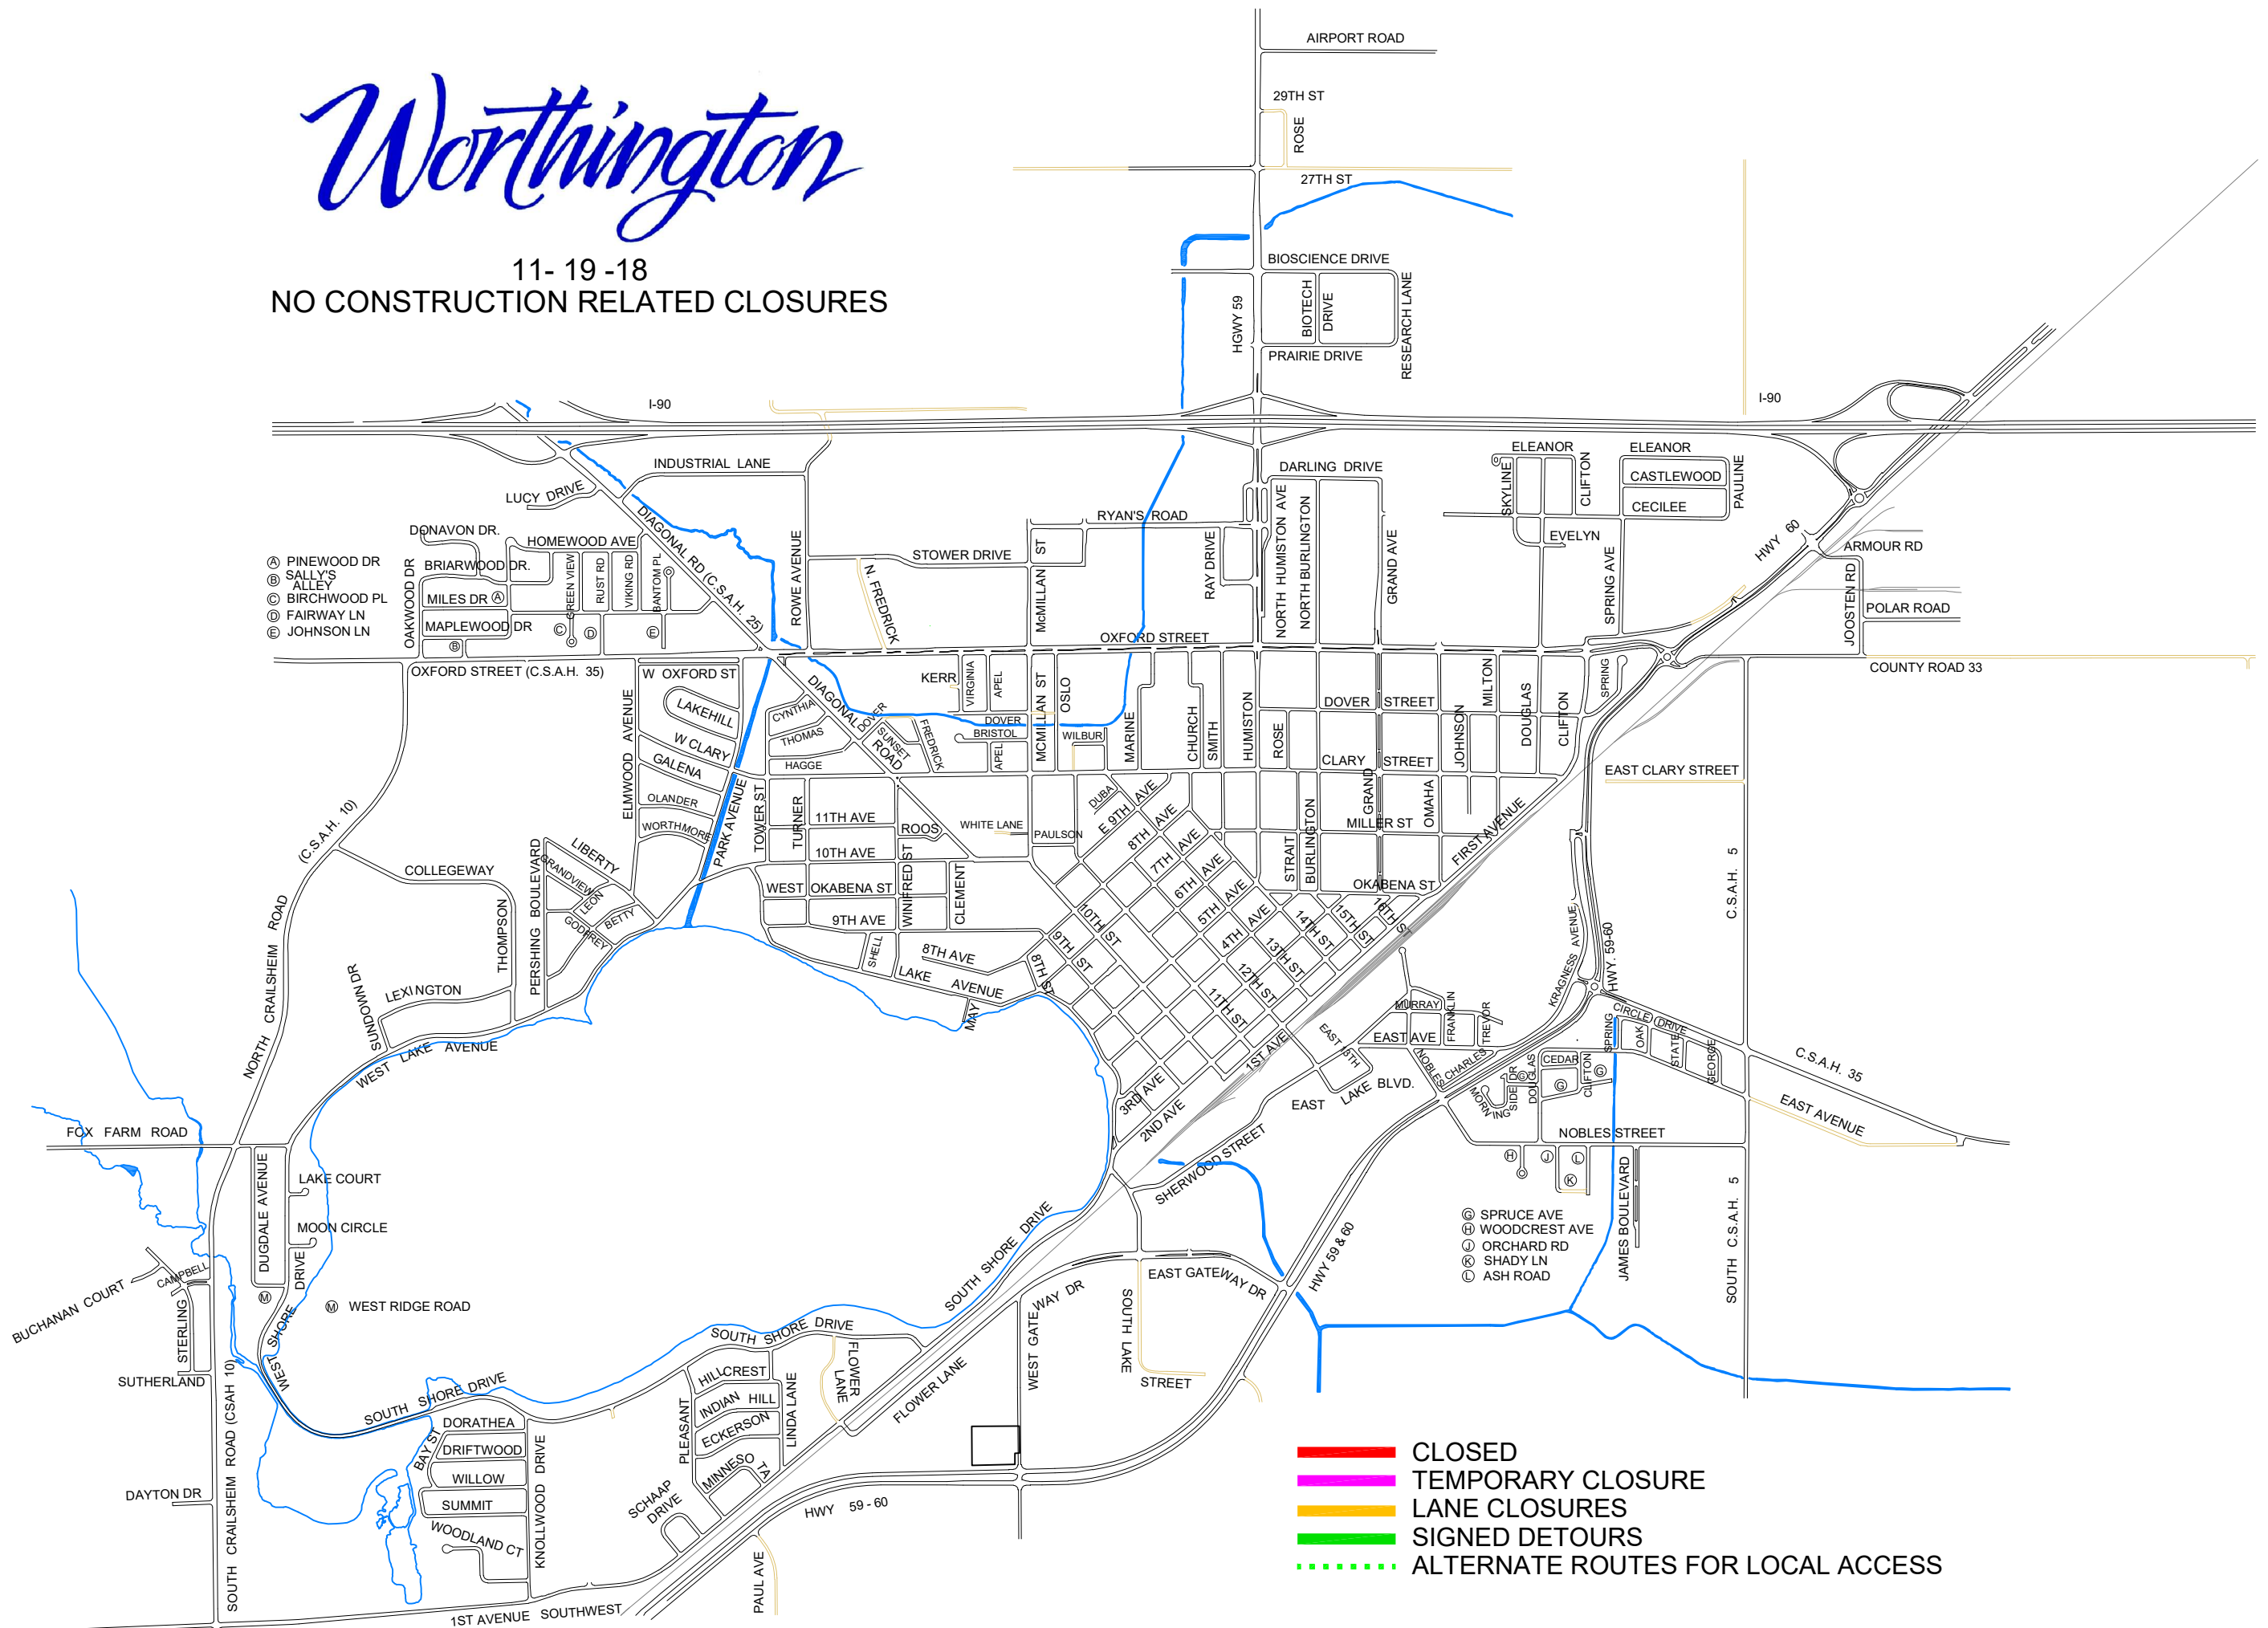 Worthington
11- 19 -18
NO CONSTRUCTION RELATED CLOSURES
AIRPORT ROAD
29TH ST
ROSE
27TH ST
BIOSCIENCE DRIVE
HGWY 59
BIOTECH
DRIVE
RESEARCH LANE
PRAIRIE DRIVE
I-90
I-90
INDUSTRIAL LANE
LUCY DRIVE
DIAGONAL RD (C.S.A.H. 25)
DONAVON DR.
HOMEWOOD AVE
BRIARWOOD DR.
OAKWOOD DR
MILES DR
A
MAPLEWOOD DR
GREEN VIEW
RUST RD
VIKING RD
BANTOM PL
B
C
D
E
A PINEWOOD DR
B SALLY'S
ALLEY
C BIRCHWOOD PL
D FAIRWAY LN
E JOHNSON LN
ROWE AVENUE
STOWER DRIVE
N. FREDRICK
McMILLAN ST
RYAN'S ROAD
RAY DRIVE
DARLING DRIVE
NORTH HUMISTON AVE
NORTH BURLINGTON
GRAND AVE
ELEANOR
ELEANOR
SKYLINE
CLIFTON
CASTLEWOOD
CECILEE
PAULINE
EVELYN
SPRING AVE
HWY 60
ARMOUR RD
JOOSTEN RD
POLAR ROAD
COUNTY ROAD 33
OXFORD STREET
OXFORD STREET (C.S.A.H. 35)
W OXFORD ST
LAKEHILL
W CLARY
GALENA
OLANDER
WORTHMORE
ELMWOOD AVENUE
PARK AVENUE
CYNTHIA
THOMAS
HAGGE
DIAGONAL
ROAD
DOVER
SUNSET
FREDRICK
KERR
VIRGINIA
APEL
DOVER
BRISTOL
APEL
MCMILLAN ST
OSLO
WILBUR
MARINE
CHURCH
SMITH
HUMISTON
ROSE
DOVER STREET
CLARY STREET
GRAND
JOHNSON
MILTON
DOUGLAS
CLIFTON
SPRING
OMAHA
MILLER ST
STRAIT
BURLINGTON
OKABENA ST
FIRST AVENUE
EAST CLARY STREET
C.S.A.H. 5
TOWER ST
TURNER
11TH AVE
10TH AVE
WEST OKABENA ST
9TH AVE
ROOS
WINIFRED ST
CLEMENT
WHITE LANE
PAULSON
DUBA
E 9TH AVE
8TH AVE
7TH AVE
6TH AVE
5TH AVE
4TH AVE
10TH ST
9TH ST
8TH ST
11TH ST
12TH ST
13TH ST
14TH ST
15TH ST
16TH ST
SHELL
8TH AVE
LAKE AVENUE
MAY
3RD AVE
2ND AVE
1ST AVE
(C.S.A.H. 10)
NORTH CRAILSHEIM ROAD
COLLEGEWAY
THOMPSON
PERSHING BOULEVARD
LIBERTY
GRANDVIEW
LEON
BETTY
GODFREY
SUNDOWN DR
LEXINGTON
WEST LAKE AVENUE
KRAGNESS AVENUE
HWY. 59-60
MURRAY
FRANKLIN
TREVOR
EAST AVE
EAST 13TH
NOBLES
CHARLES
LAKE BLVD.
EAST
CIRCLE DRIVE
SPRING
OAK
STATE
GEORGE
CEDAR
DOUGLAS
CLIFTON
G
G
G
MORNINGSIDE DR
C.S.A.H. 35
EAST AVENUE
NOBLES STREET
H
J
L
K
JAMES BOULEVARD
SOUTH C.S.A.H. 5
G SPRUCE AVE
H WOODCREST AVE
J ORCHARD RD
K SHADY LN
L ASH ROAD
SHERWOOD STREET
HWY 59 & 60
EAST GATEWAY DR
WEST GATE WAY DR
SOUTH LAKE
STREET
FOX FARM ROAD
DUGDALE AVENUE
LAKE COURT
MOON CIRCLE
WEST SHORE DRIVE
M
M WEST RIDGE ROAD
BUCHANAN COURT
CAMPBELL
STERLING
SUTHERLAND
SOUTH CRAILSHEIM ROAD (CSAH 10)
DAYTON DR
SOUTH SHORE DRIVE
SOUTH SHORE DRIVE
SOUTH SHORE DRIVE
DORATHEA
BAY ST
DRIFTWOOD
WILLOW
SUMMIT
WOODLAND CT
KNOLLWOOD DRIVE
PLEASANT
HILLCREST
INDIAN HILL
ECKERSON
MINNESOTA
LINDA LANE
FLOWER
LANE
FLOWER LANE
SCHAAP
DRIVE
HWY 59 - 60
PAUL AVE
1ST AVENUE SOUTHWEST
CLOSED
TEMPORARY CLOSURE
LANE CLOSURES
SIGNED DETOURS
ALTERNATE ROUTES FOR LOCAL ACCESS